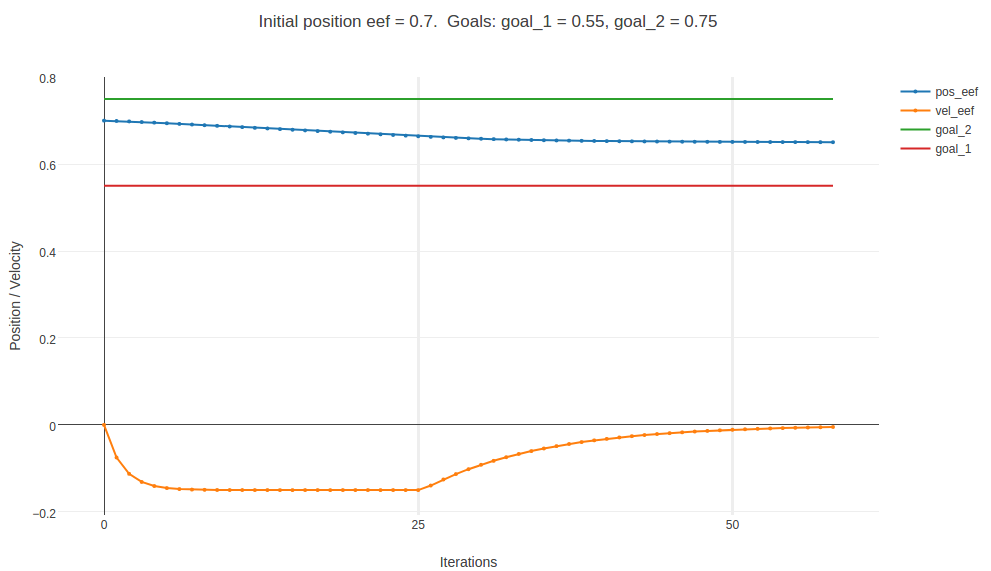 Initial position eef = 0.7.  Goals: goal_1 = 0.55, goal_2 = 0.75
pos_eef
vel_eef
goal_2
goal_1
Position / Velocity
0.8
0.6
0.4
0.2
0
−0.2
0
25
50
Iterations